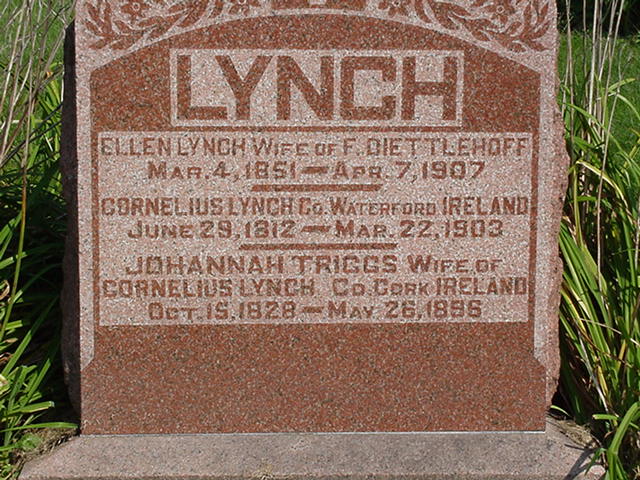 LYNCH
ELLEN LYNCH WIFE OF F. DIETTLEHOFF
MAR. 4, 1851 — APR. 7, 1907
CORNELIUS LYNCH CO. WATERFORD IRELAND
JUNE 29, 1812 — MAR. 22, 1903
JOHANNAH TRIGGS WIFE OF
CORNELIUS LYNCH CO. CORK IRELAND
OCT. 15, 1828 — MAY 26, 1896